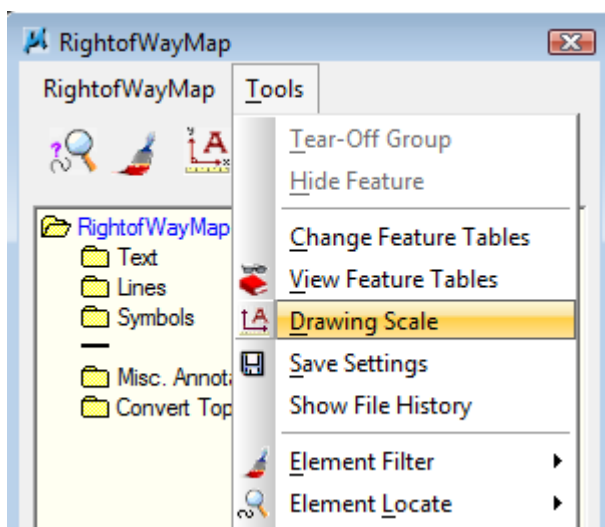 RightofWayMap
RightofWayMap Tools
Tear-Off Group
Hide Feature
RightofWayMap
Text
Lines
Symbols
Misc. Annot
Convert Top
Change Feature Tables
View Feature Tables
Drawing Scale
Save Settings
Show File History
Element Filter
Element Locate